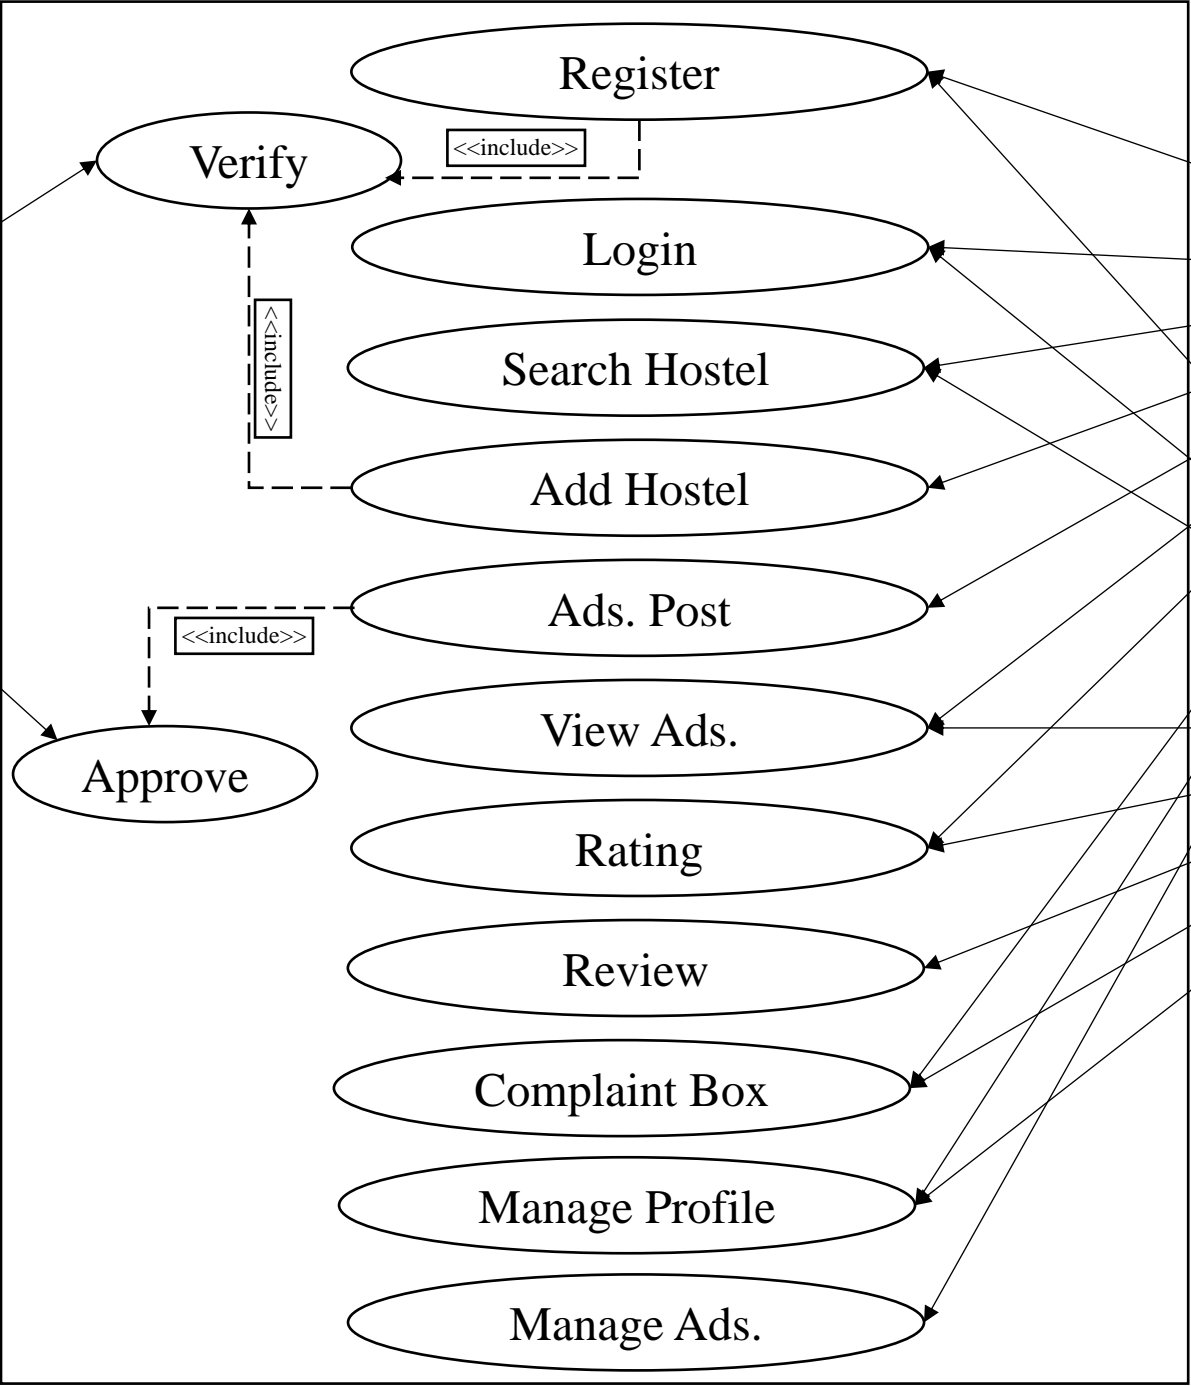 Register
<<include>>
Verify
Login
<<include>>
Search Hostel
Add Hostel
Ads. Post
<<include>>
View Ads.
Approve
Rating
Review
Complaint Box
Manage Profile
Manage Ads.